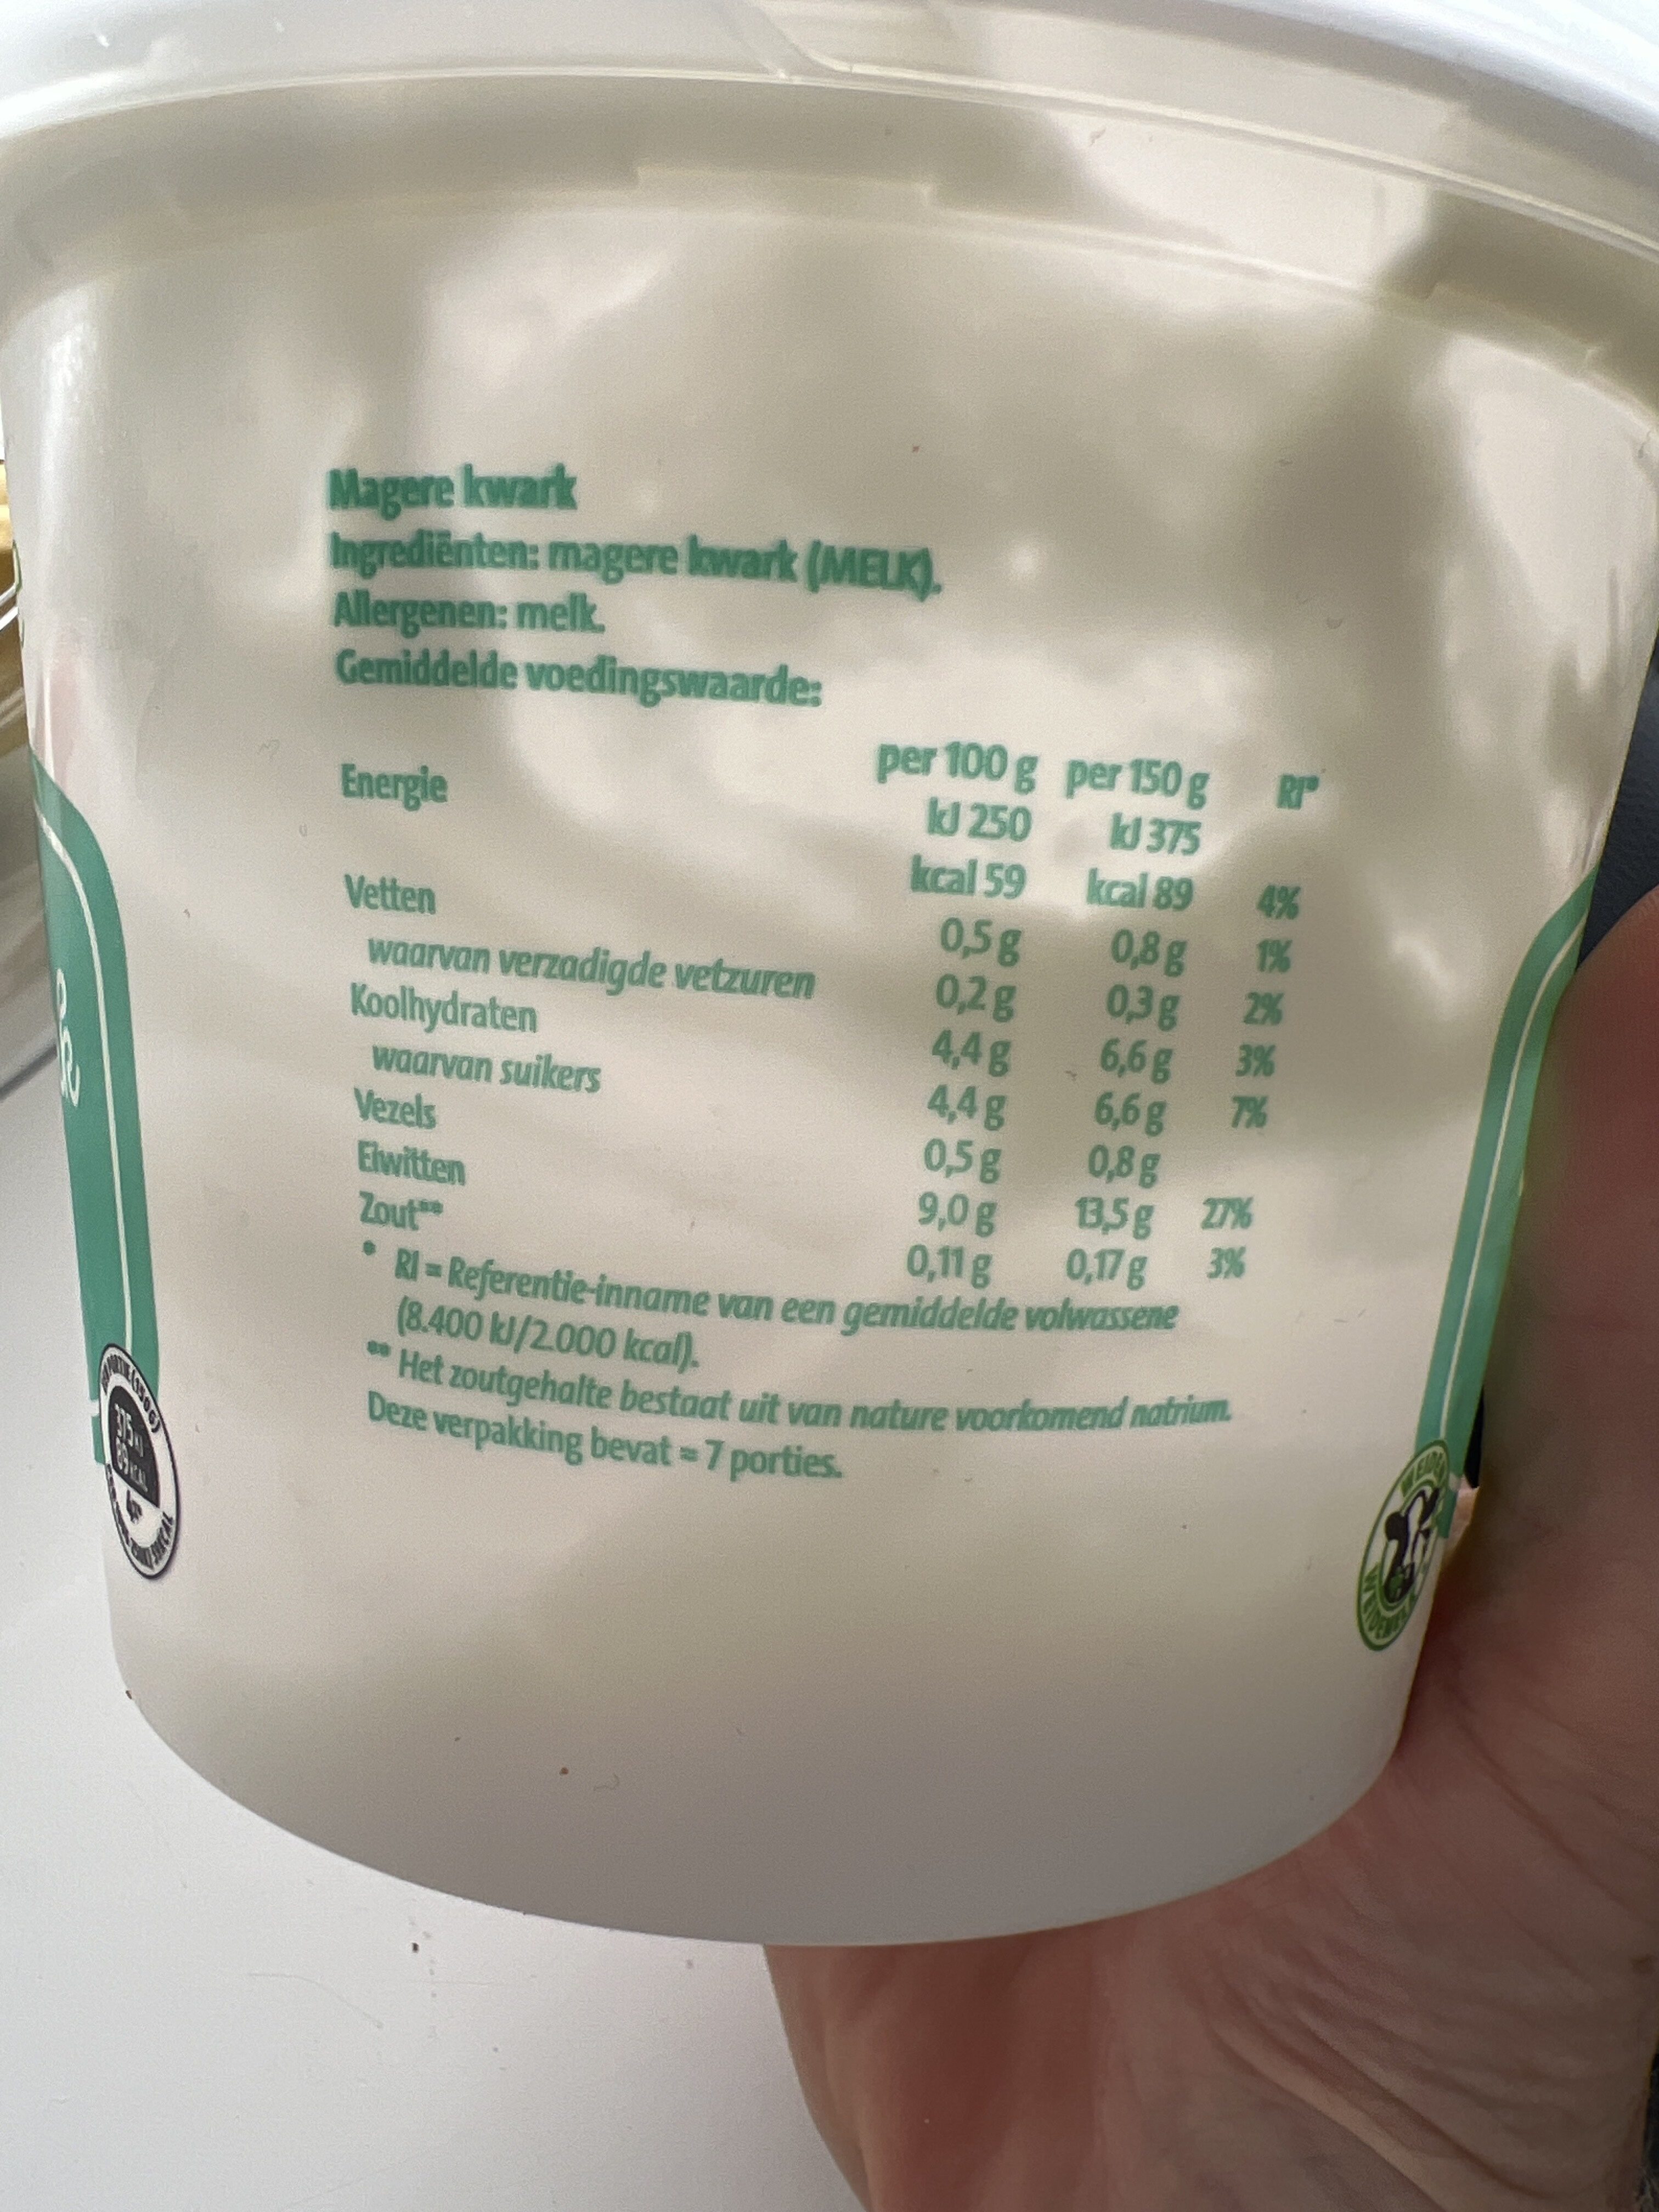 Magere kwark
Ingrediënten: magere kwark (MELK).
Allergenen: melk.
Gemiddelde voedingswaarde:
per 100 g per 150 g RI*
Energie kJ 250 kJ 375
kcal 59 kcal 89 4%
Vetten 0,5 g 0,8 g 1%
waarvan verzadigde vetzuren 0,2 g 0,3 g 2%
Koolhydraten 4,4 g 6,6 g 3%
waarvan suikers 4,4 g 6,6 g 7%
Vezels 0,5 g 0,8 g
Eiwitten 9,0 g 13,5 g 27%
Zout** 0,11 g 0,17 g 3%
* RI = Referentie-inname van een gemiddelde volwassene
(8.400 kJ/2.000 kcal).
** Het zoutgehalte bestaat uit van nature voorkomend natrium.
Deze verpakking bevat ≈ 7 porties.
375 KJ
89 KCAL